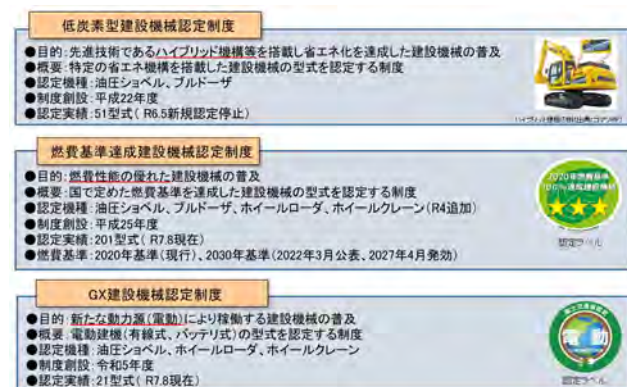 低炭素型建設機械認定制度
●目的:先進技術であるハイブリッド機構等を搭載し省エネ化を達成した建設機械の普及
●概要:特定の省エネ機構を搭載した建設機械の型式を認定する制度
●認定機種:油圧ショベル、ブルドーザ
●制度創設:平成22年度
●認定実績:51型式( R6.5新規認定停止)
燃費基準達成建設機械認定制度
●目的:燃費性能の優れた建設機械の普及
●概要:国で定めた燃費基準を達成した建設機械の型式を認定する制度
●認定機種:油圧ショベル、ブルドーザ、ホイールローダ、ホイールクレーン(R4追加)
●制度創設:平成25年度
●認定実績:201型式( R7.8現在)
●燃費基準:2020年基準(現行)、2030年基準(2022年3月公表、2027年4月発効)
2020年燃費基準
100%達成建設機械
認定ラベル
GX建設機械認定制度
●目的:新たな動力源(電動)により稼働する建設機械の普及
●概要:電動建機(有線式、バッテリ式)の型式を認定する制度
●認定機種:油圧ショベル、ホイールローダ、ホイールクレーン
●制度創設:令和5年度
●認定実績:21型式( R7.8現在)
電動
認定ラベル